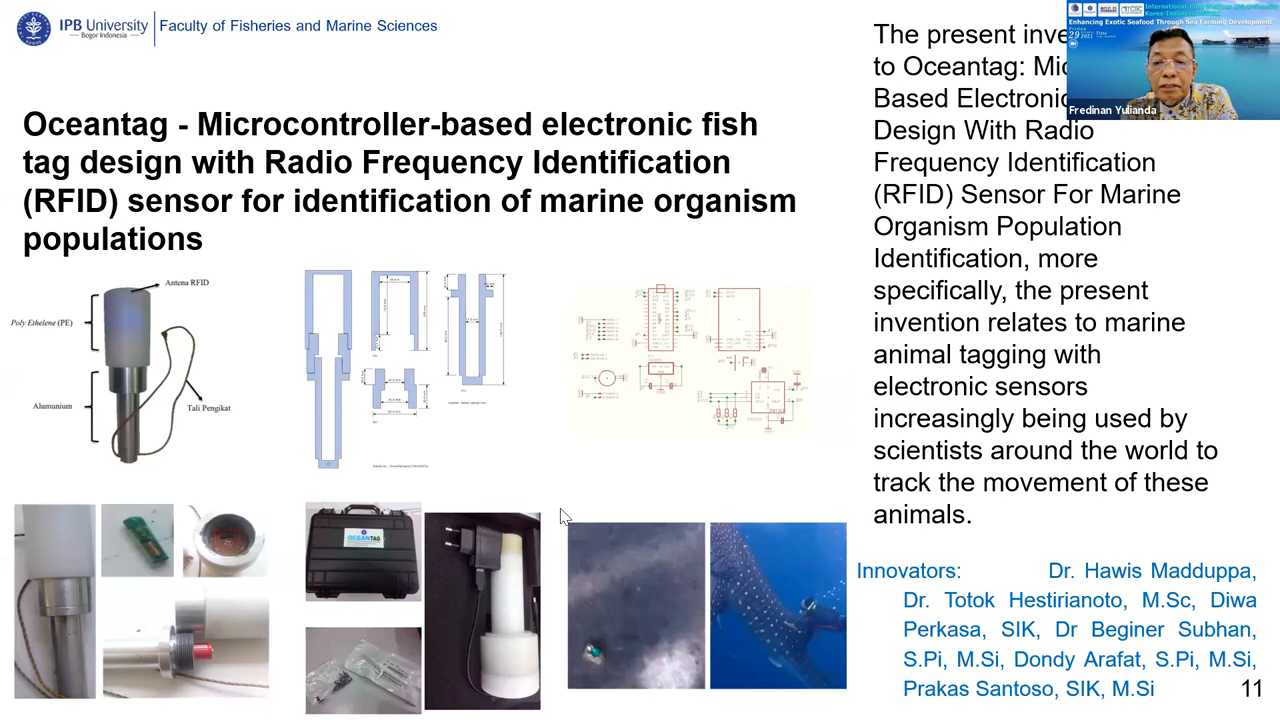 IPB University
Bogor Indonesia
Faculty of Fisheries and Marine Sciences
Oceantag - Microcontroller-based electronic fish
tag design with Radio Frequency Identification
(RFID) sensor for identification of marine organism
populations
Antena RFID
Poly Ethelene (PE)
Alumunium
Tali Pengikat
OCEANTAG
The present inve
to Oceantag: Mic
Based Electronic
Design With Radio
Frequency Identification
(RFID) Sensor For Marine
Organism Population
Identification, more
specifically, the present
invention relates to marine
animal tagging with
electronic sensors
increasingly being used by
scientists around the world to
track the movement of these
animals.
Innovators: Dr. Hawis Madduppa,
Dr. Totok Hestirianoto, M.Sc, Diwa
Perkasa, SIK, Dr Beginer Subhan,
S.Pi, M.Si, Dondy Arafat, S.Pi, M.Si,
Prakas Santoso, SIK, M.Si
11
Enhancing Exotic Seafood Through Sea Farming Development
29
2021
Fredinan Yulianda